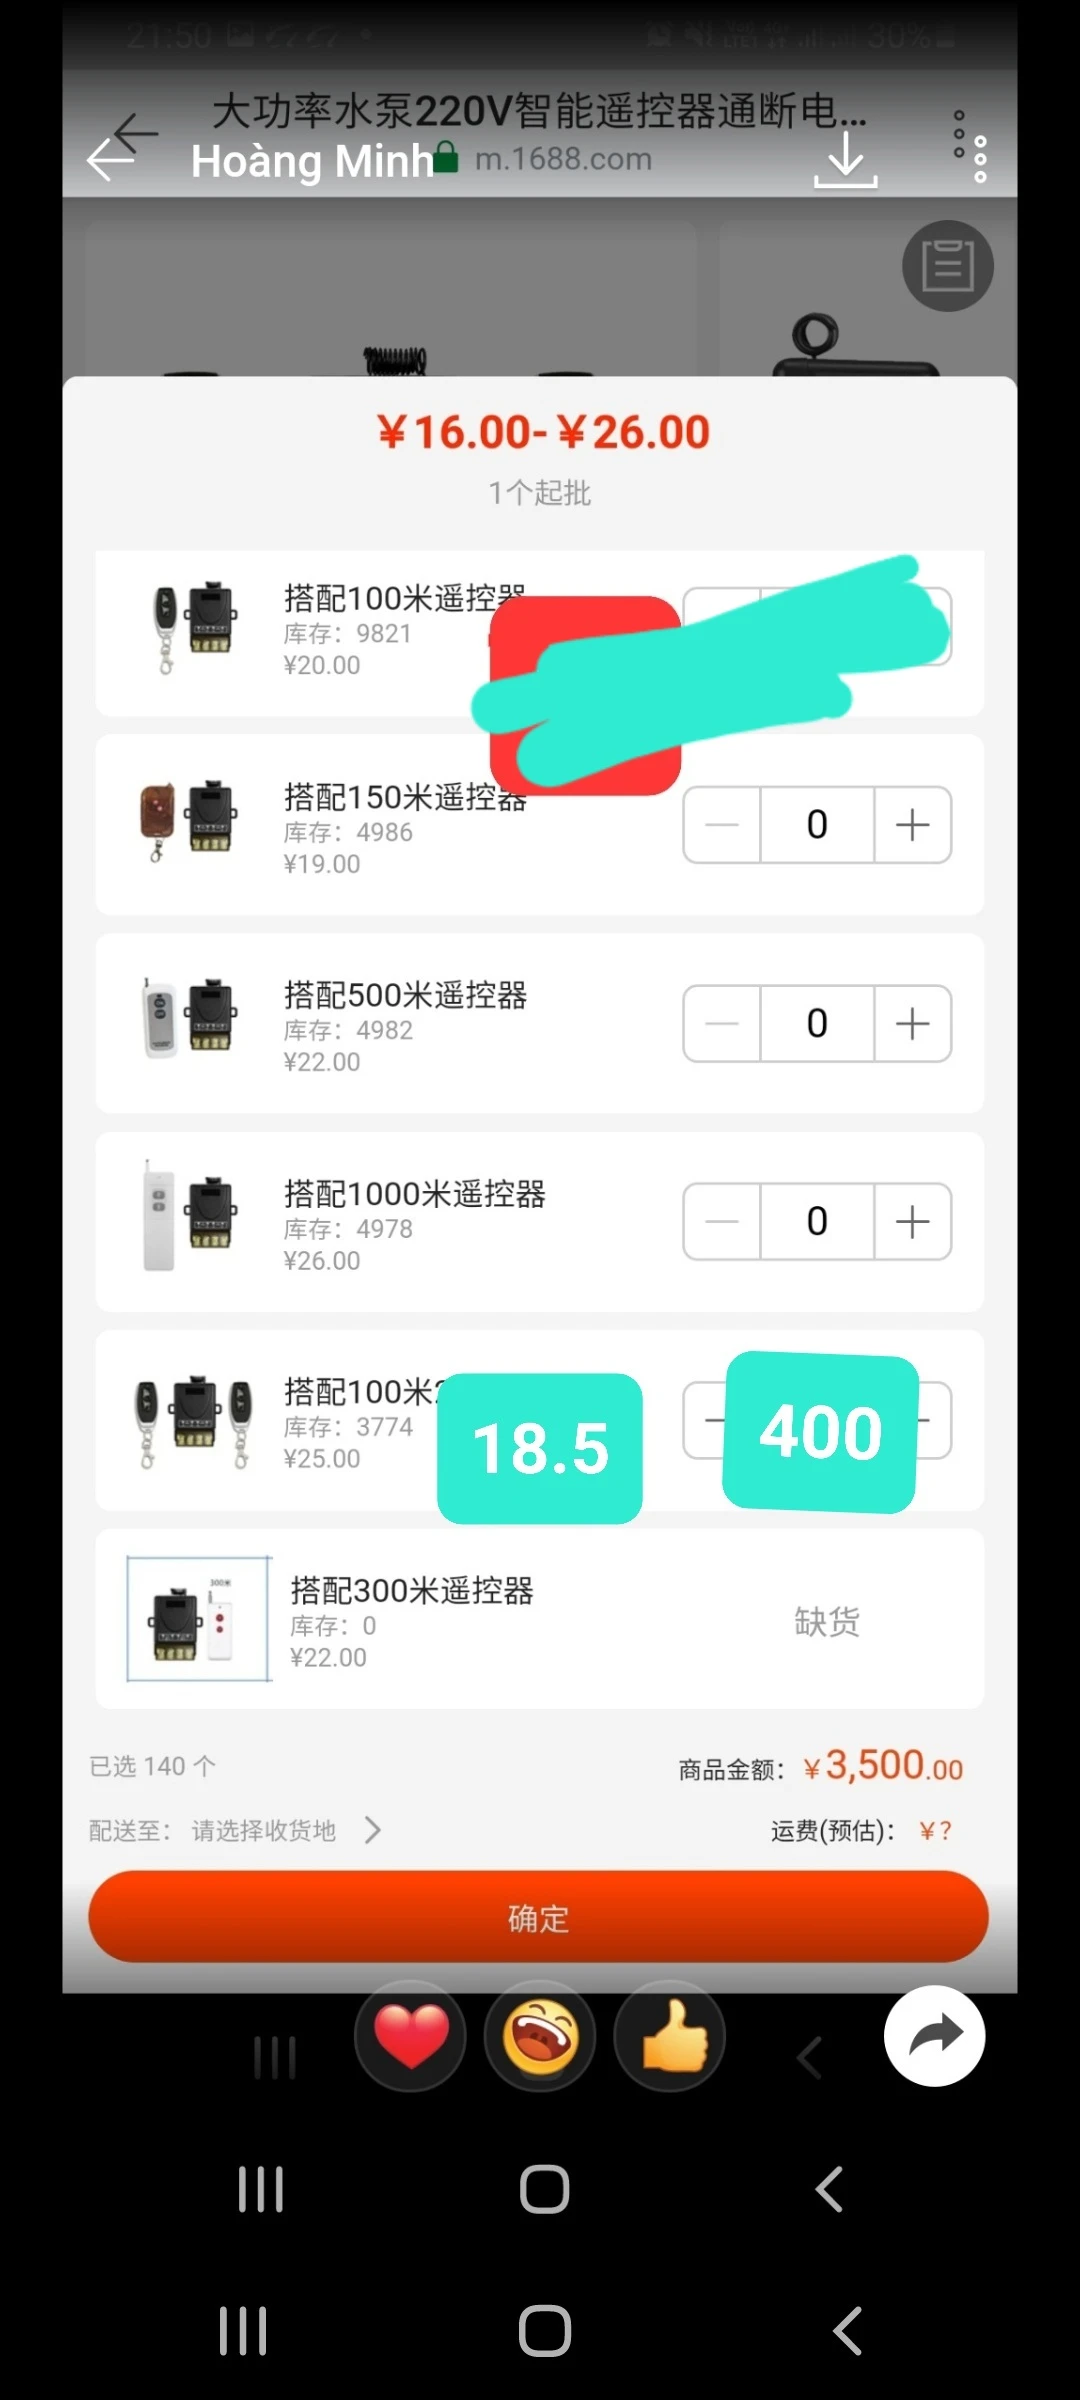 21:50 30%
大功率水泵220V智能遥控器通断电...
Hoàng Minh m.1688.com
¥16.00-¥26.00
1个起批
搭配100米遥控器
库存：9821
¥20.00
搭配150米遥控器
库存：4986
¥19.00
0
搭配500米遥控器
库存：4982
¥22.00
0
搭配1000米遥控器
库存：4978
¥26.00
0
搭配100米
库存：3774
¥25.00
18.5
400
300米
搭配300米遥控器
库存：0
¥22.00
缺货
已选 140 个
商品金额：¥3,500.00
配送至： 请选择收货地
运费(预估)： ¥?
确定